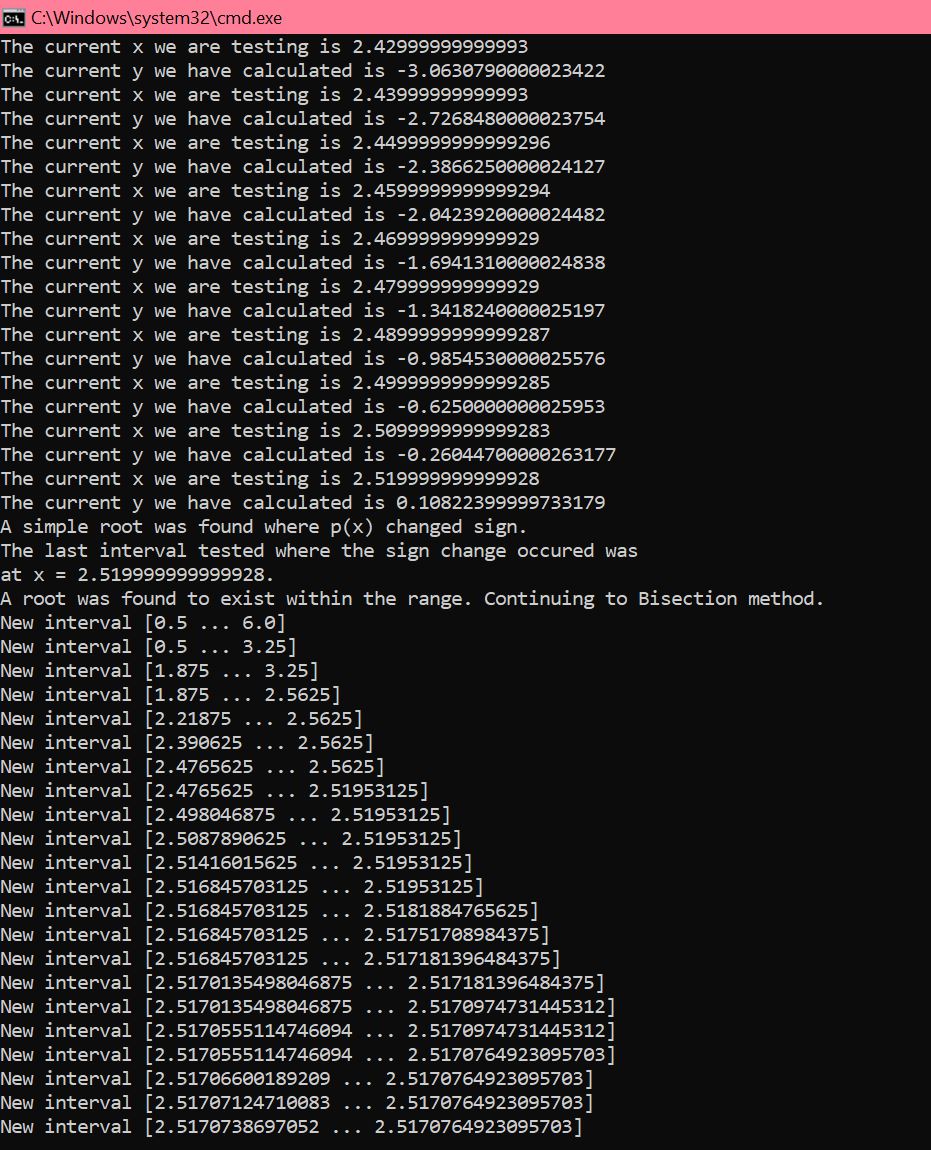 C:\Windows\system32\cmd.exe
The current x we are testing is 2.42999999999993
The current y we have calculated is -3.0630790000023422
The current x we are testing is 2.43999999999993
The current y we have calculated is -2.7268480000023754
The current x we are testing is 2.4499999999999296
The current y we have calculated is -2.3866250000024127
The current x we are testing is 2.4599999999999294
The current y we have calculated is -2.0423920000024482
The current x we are testing is 2.469999999999929
The current y we have calculated is -1.6941310000024838
The current x we are testing is 2.479999999999929
The current y we have calculated is -1.3418240000025197
The current x we are testing is 2.4899999999999287
The current y we have calculated is -0.9854530000025576
The current x we are testing is 2.4999999999999285
The current y we have calculated is -0.6250000000025953
The current x we are testing is 2.5099999999999283
The current y we have calculated is -0.26044700000263177
The current x we are testing is 2.519999999999928
The current y we have calculated is 0.10822399999733179
A simple root was found where p(x) changed sign.
The last interval tested where the sign change occured was
at x = 2.519999999999928.
A root was found to exist within the range. Continuing to Bisection method.
New interval [0.5 ... 6.0]
New interval [0.5 ... 3.25]
New interval [1.875 ... 3.25]
New interval [1.875 ... 2.5625]
New interval [2.21875 ... 2.5625]
New interval [2.390625 ... 2.5625]
New interval [2.4765625 ... 2.5625]
New interval [2.4765625 ... 2.51953125]
New interval [2.498046875 ... 2.51953125]
New interval [2.5087890625 ... 2.51953125]
New interval [2.51416015625 ... 2.51953125]
New interval [2.516845703125 ... 2.51953125]
New interval [2.516845703125 ... 2.5181884765625]
New interval [2.516845703125 ... 2.51751708984375]
New interval [2.516845703125 ... 2.517181396484375]
New interval [2.5170135498046875 ... 2.517181396484375]
New interval [2.5170135498046875 ... 2.5170974731445312]
New interval [2.5170555114746094 ... 2.5170974731445312]
New interval [2.5170555114746094 ... 2.5170764923095703]
New interval [2.51706600189209 ... 2.5170764923095703]
New interval [2.51707124710083 ... 2.5170764923095703]
New interval [2.5170738697052 ... 2.5170764923095703]